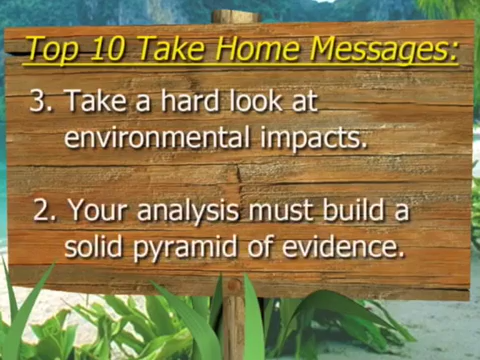 Top 10 Take Home Messages:
3. Take a hard look at
environmental impacts.
2. Your analysis must build a
solid pyramid of evidence.